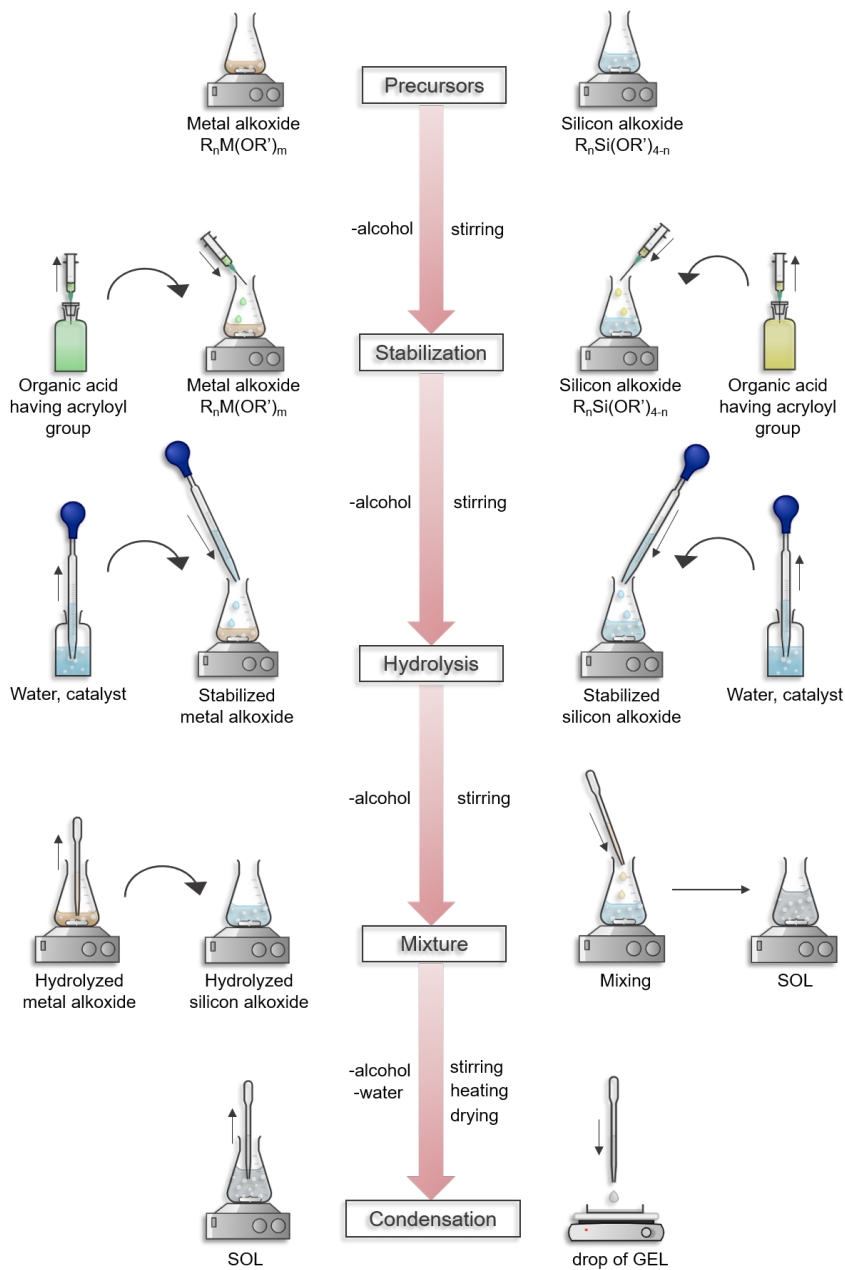 Precursors
Metal alkoxide
RₙM(OR’)ₘ
Silicon alkoxide
RₙSi(OR’)₄₋ₙ
-alcohol
stirring
Stabilization
Organic acid
having acryloyl
group
Metal alkoxide
RₙM(OR’)ₘ
Silicon alkoxide
RₙSi(OR’)₄₋ₙ
Organic acid
having acryloyl
group
-alcohol
stirring
Hydrolysis
Water, catalyst
Stabilized
metal alkoxide
Stabilized
silicon alkoxide
Water, catalyst
-alcohol
stirring
Mixture
Hydrolyzed
metal alkoxide
Hydrolyzed
silicon alkoxide
Mixing
SOL
-alcohol
-water
stirring
heating
drying
Condensation
SOL
drop of GEL